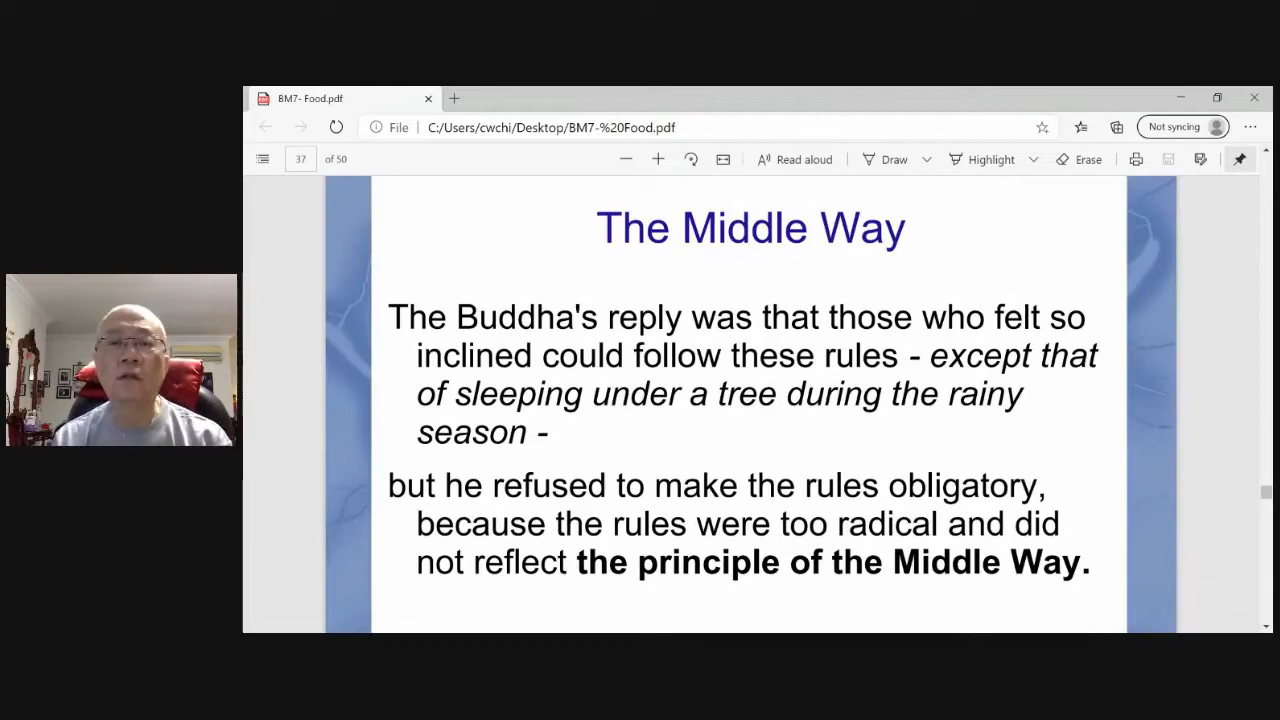 BM7- Food.pdf
File
C:/Users/cwchi/Desktop/BM7-%20Food.pdf
Not syncing
37 of 50
Read aloud
Draw
Highlight
Erase
The Middle Way
The Buddha's reply was that those who felt so
inclined could follow these rules - except that
of sleeping under a tree during the rainy
season -
but he refused to make the rules obligatory,
because the rules were too radical and did
not reflect the principle of the Middle Way.